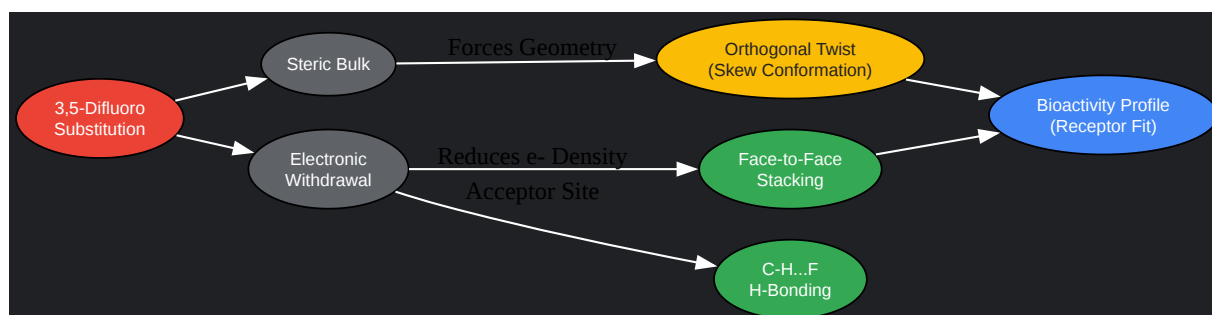 3,5-Difluoro
Substitution
Steric Bulk
Forces Geometry
Orthogonal Twist
(Skew Conformation)
Bioactivity Profile
(Receptor Fit)
Electronic
Withdrawal
Reduces e- Density
Acceptor Site
Face-to-Face
Stacking
C-H...F
H-Bonding